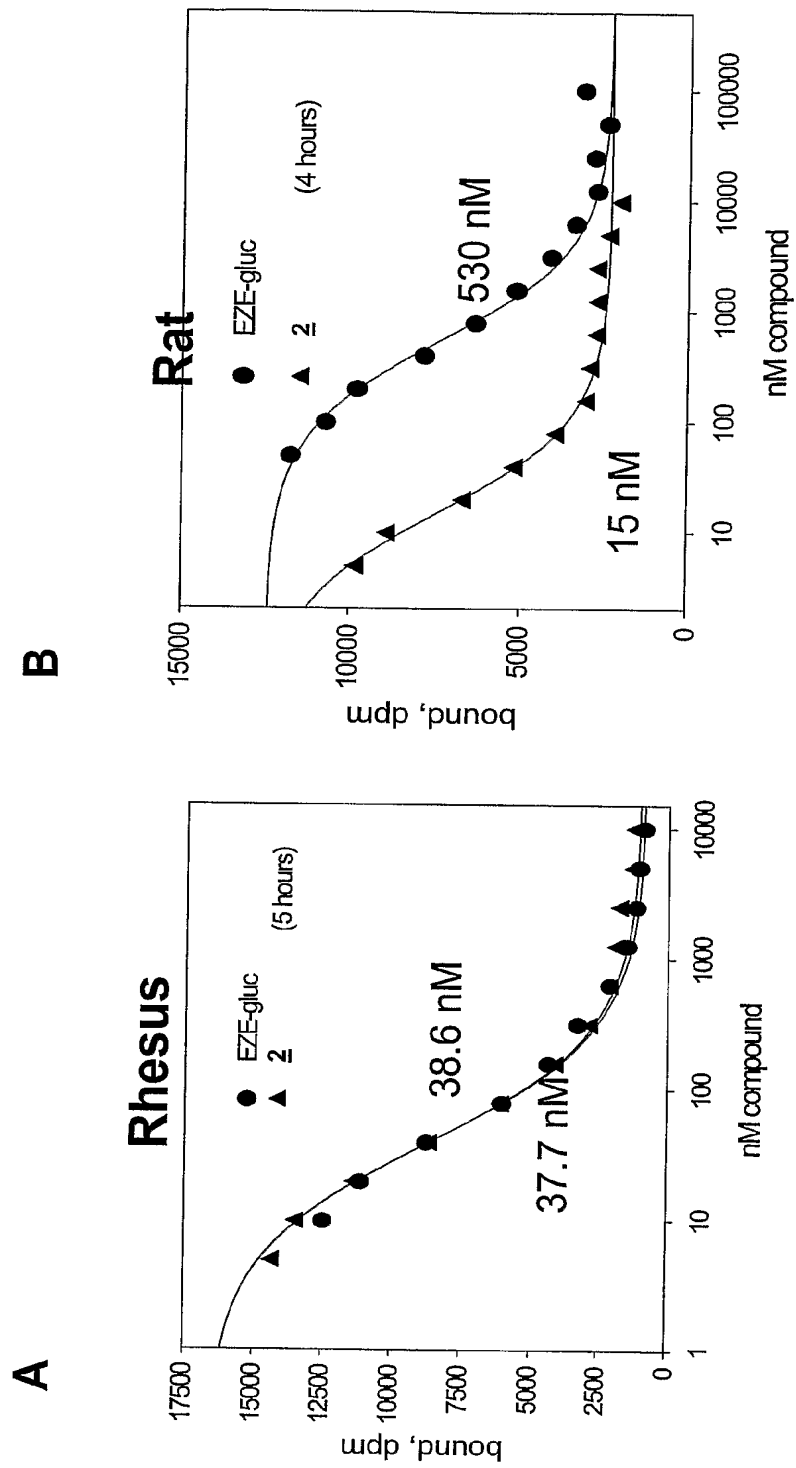 A
Rhesus
EZE-gluc
2
(5 hours)
38.6 nM
37.7 nM
bound, dpm
17500
15000
12500
10000
7500
5000
2500
0
1
10
100
1000
10000
nM compound
B
Rat
EZE-gluc
2
(4 hours)
530 nM
15 nM
bound, dpm
15000
10000
5000
0
10
100
1000
10000
100000
nM compound